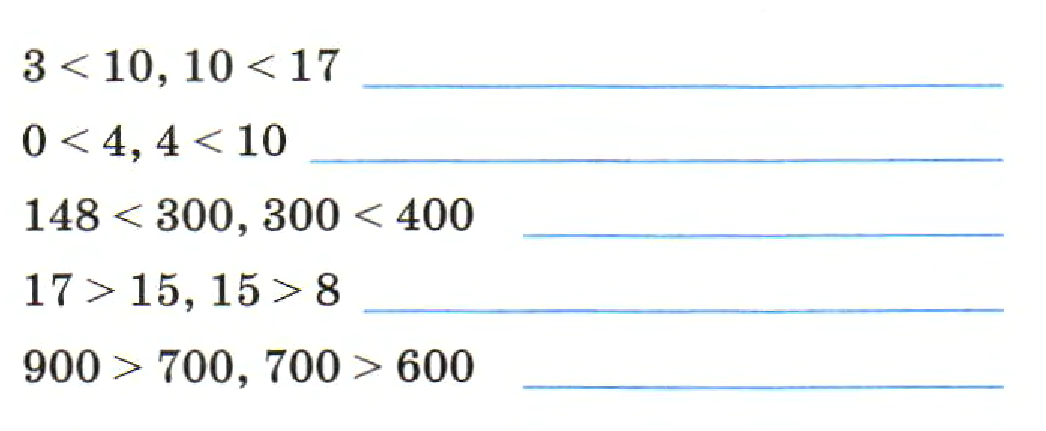 3 < 10, 10 < 17
0 < 4, 4 < 10
148 < 300, 300 < 400
17 > 15, 15 > 8
900 > 700, 700 > 600